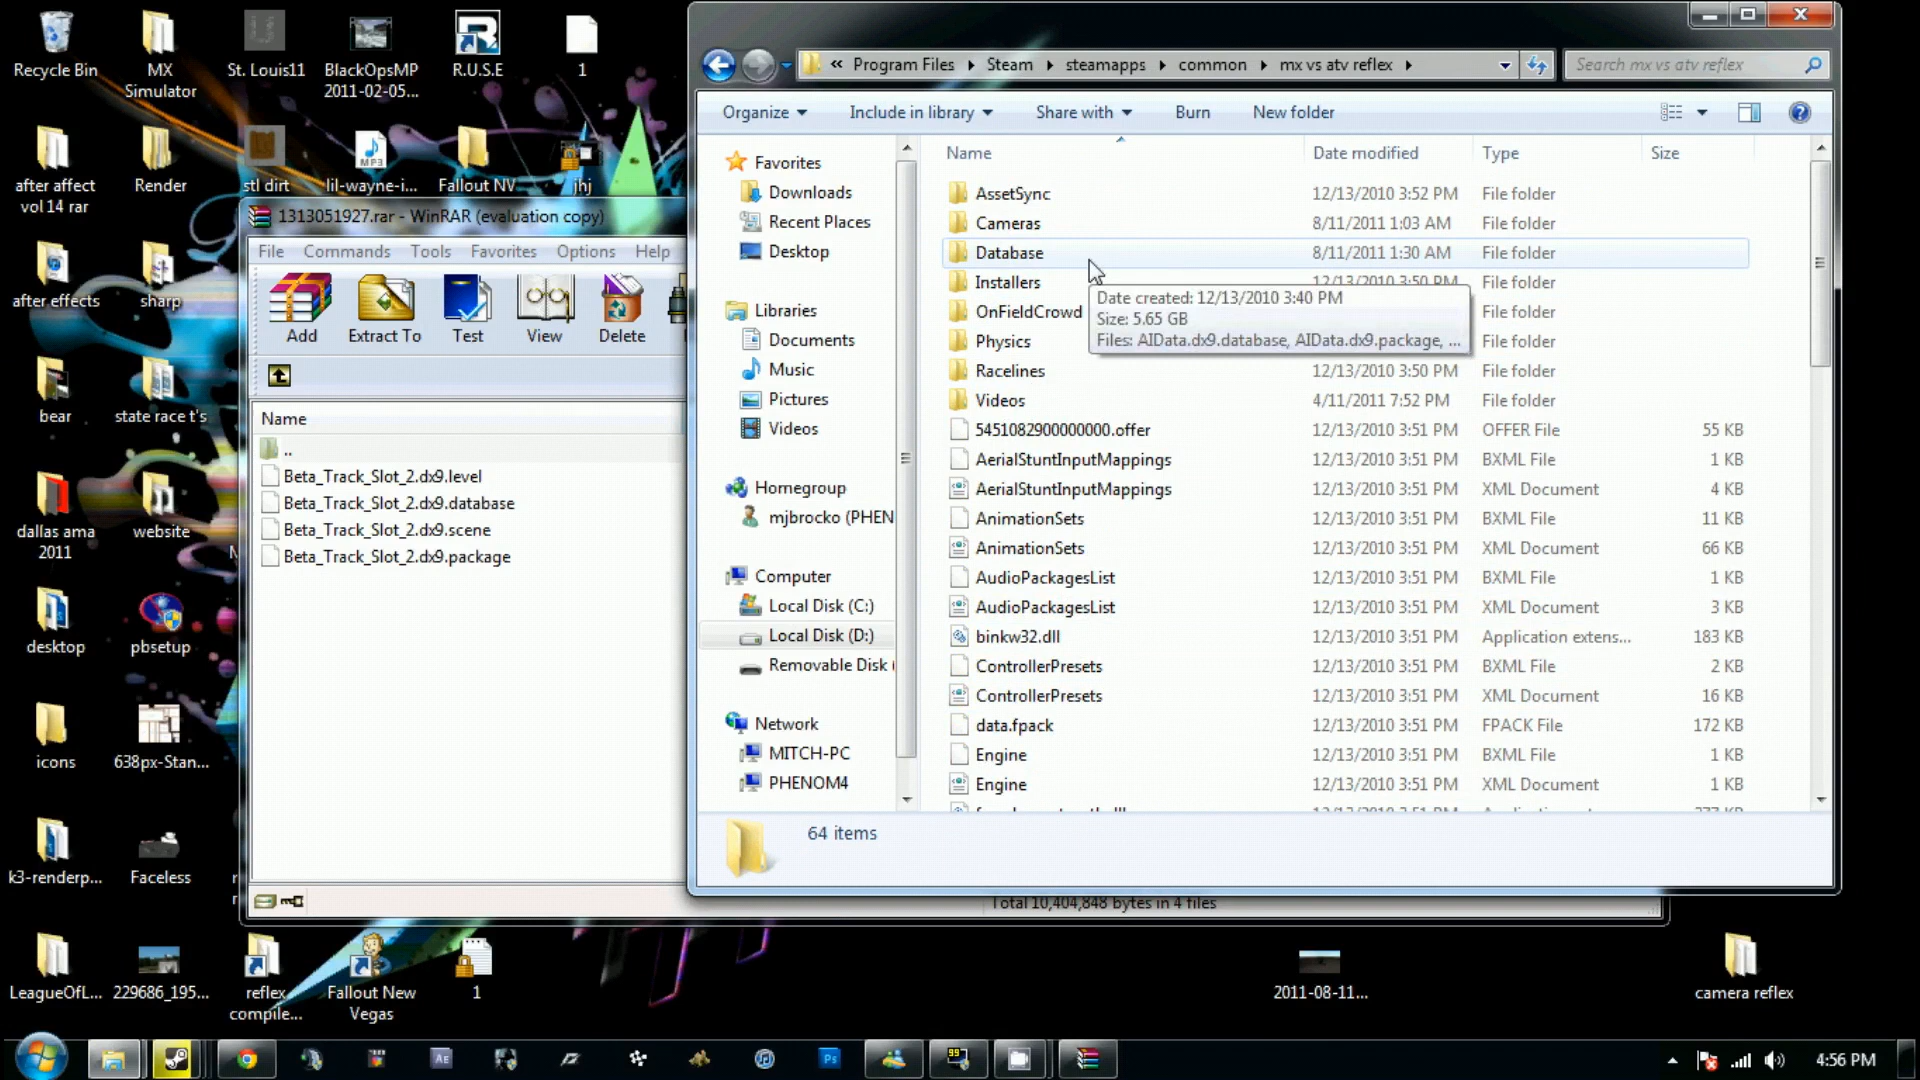 Recycle Bin
MX
Simulator
St. Louis11
BlackOpsMP
2011-02-05...
R.U.S.E
1
after affect
vol 14 rar
Render
stl dirt
MP3
lil-wayne-i...
Fallout NV
jhj
after effects
sharp
bear
state race t's
dallas ama
2011
website
desktop
pbsetup
icons
638px-Stan...
k3-renderp...
Faceless
LeagueOfL...
229686_195...
reflex
compile...
Fallout New
Vegas
1
2011-08-11...
camera reflex
1313051927.rar - WinRAR (evaluation copy)
File Commands Tools Favorites Options Help
Add Extract To Test View Delete
Name
..
Beta_Track_Slot_2.dx9.level
Beta_Track_Slot_2.dx9.database
Beta_Track_Slot_2.dx9.scene
Beta_Track_Slot_2.dx9.package
Total 10,404,848 bytes in 4 files
« Program Files Steam steamapps common mx vs atv reflex
Search mx vs atv reflex
Organize Include in library Share with Burn New folder
Favorites
Downloads
Recent Places
Desktop
Libraries
Documents
Music
Pictures
Videos
Homegroup
mjbrocko (PHEN
Computer
Local Disk (C:)
Local Disk (D:)
Removable Disk
Network
MITCH-PC
PHENOM4
Name Date modified Type Size
AssetSync 12/13/2010 3:52 PM File folder
Cameras 8/11/2011 1:03 AM File folder
Database 8/11/2011 1:30 AM File folder
Installers 12/13/2010 3:50 PM File folder
OnFieldCrowd
Physics
Date created: 12/13/2010 3:40 PM
Size: 5.65 GB
Files: AIData.dx9.database, AIData.dx9.package, ...
File folder
File folder
Racelines 12/13/2010 3:50 PM File folder
Videos 4/11/2011 7:52 PM File folder
5451082900000000.offer 12/13/2010 3:51 PM OFFER File 55 KB
AerialStuntInputMappings 12/13/2010 3:51 PM BXML File 1 KB
AerialStuntInputMappings 12/13/2010 3:51 PM XML Document 4 KB
AnimationSets 12/13/2010 3:51 PM BXML File 11 KB
AnimationSets 12/13/2010 3:51 PM XML Document 66 KB
AudioPackagesList 12/13/2010 3:51 PM BXML File 1 KB
AudioPackagesList 12/13/2010 3:51 PM XML Document 3 KB
binkw32.dll 12/13/2010 3:51 PM Application extens... 183 KB
ControllerPresets 12/13/2010 3:51 PM BXML File 2 KB
ControllerPresets 12/13/2010 3:51 PM XML Document 16 KB
data.fpack 12/13/2010 3:51 PM FPACK File 172 KB
Engine 12/13/2010 3:51 PM BXML File 1 KB
Engine 12/13/2010 3:51 PM XML Document 1 KB
64 items
AE
Ps
99
4:56 PM